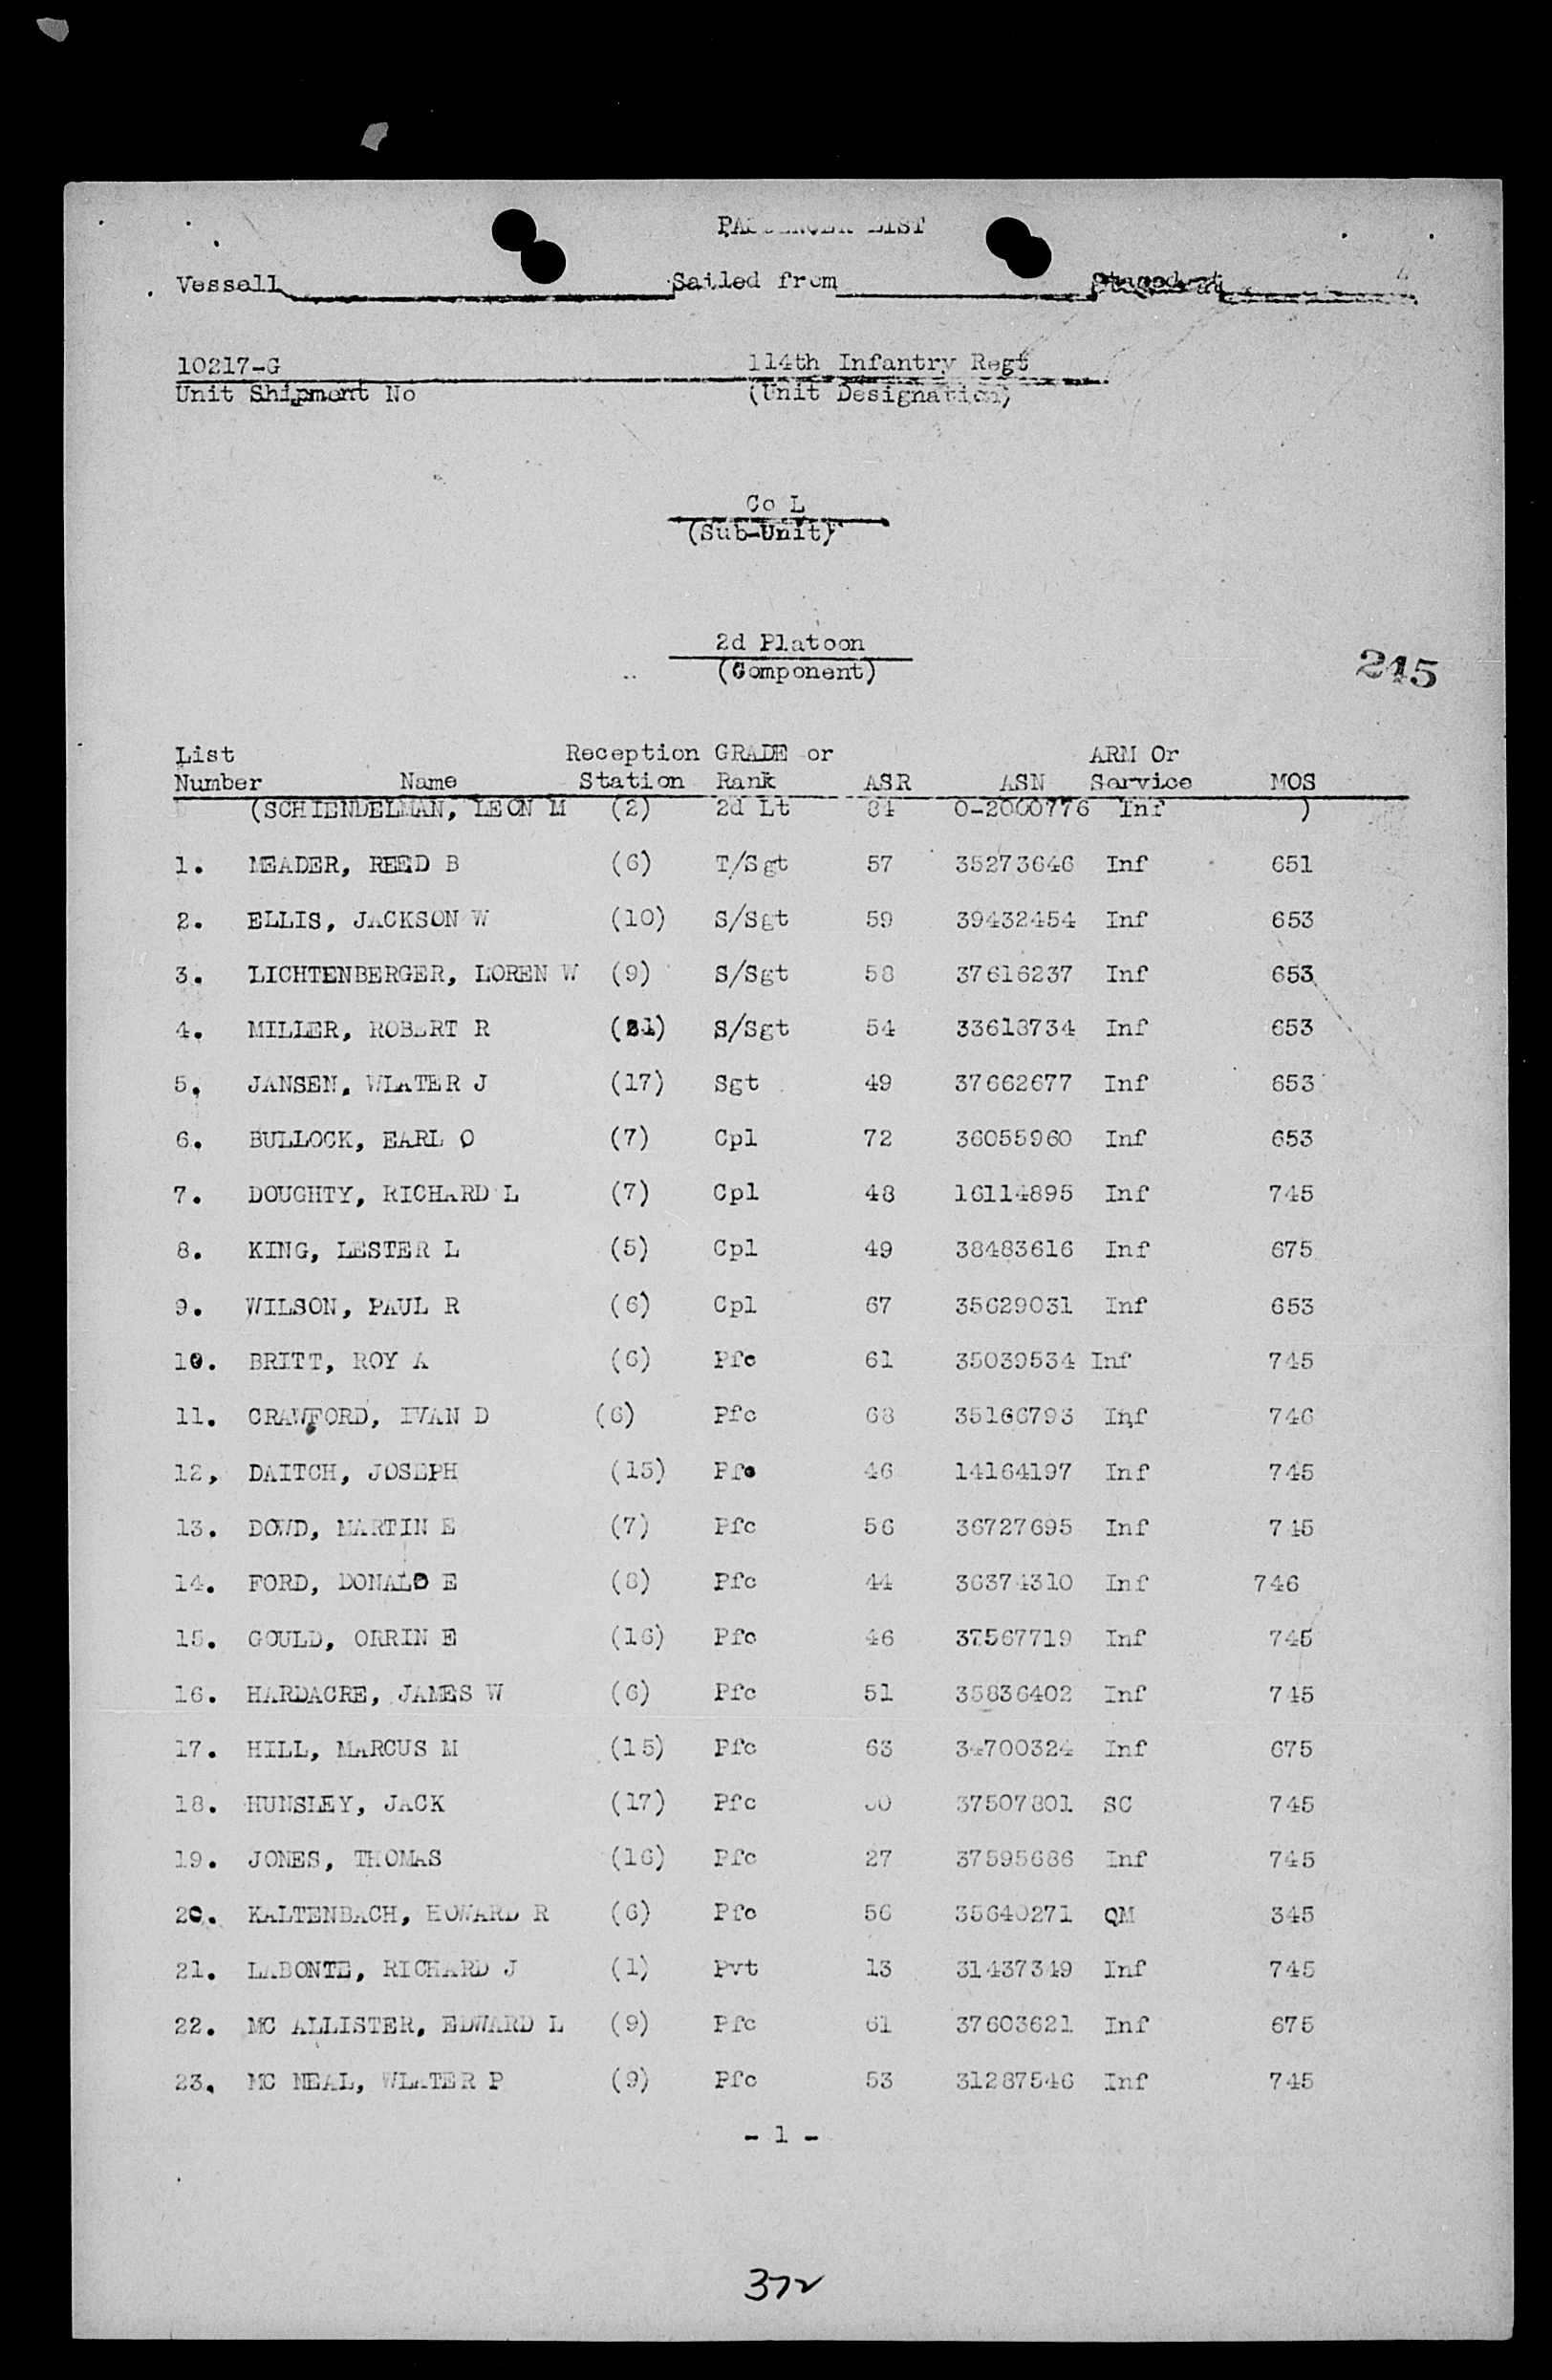 PASSENGER LIST
Vessell Sailed from
10217-G 114th Infantry Regt
Unit Shipment No (Unit Designation)
Co L
(Sub-Unit)
2d Platoon
(Component)
245
List Reception GRADE or ARM Or
Number Name Station Rank ASR ASN Service MOS
(SCHIENDELMAN, LEON M (2) 2d Lt 84 O-2000776 Inf )
1. MEADER, REED B (6) T/Sgt 57 35273646 Inf 651
2. ELLIS, JACKSON W (10) S/Sgt 59 39432454 Inf 653
3. LICHTENBERGER, LOREN W (9) S/Sgt 58 37616237 Inf 653
4. MILLER, ROBERT R S/Sgt 54 33618734 Inf 653
5. JANSEN, WLATER J (17) Sgt 49 37662677 Inf 653
6. BULLOCK, EARL O (7) Cpl 72 36055960 Inf 653
7. DOUGHTY, RICHARD L (7) Cpl 48 16114895 Inf 745
8. KING, LESTER L (5) Cpl 49 38483616 Inf 675
9. WILSON, PAUL R (6) Cpl 67 35629031 Inf 653
10. BRITT, ROY A (6) Pfc 61 35039534 Inf 745
11. CRAWFORD, IVAN D (6) Pfc 68 35166793 Inf 746
12, DAITCH, JOSEPH (15) Pfc 46 14164197 Inf 745
13. DOWD, MARTIN E (7) Pfc 56 36727695 Inf 745
14. FORD, DONALD E (8) Pfc 44 36374310 Inf 746
15. GOULD, ORRIN E (16) Pfc 46 37567719 Inf 745
16. HARDACRE, JAMES W (6) Pfc 51 35836402 Inf 745
17. HILL, MARCUS M (15) Pfc 63 34700324 Inf 675
18. HUNSLEY, JACK (17) Pfc 37507801 SC 745
19. JONES, THOMAS (16) Pfc 27 37595686 Inf 745
20. KALTENBACH, HOWARD R (6) Pfc 56 35640271 QM 345
21. LABONTE, RICHARD J (1) Pvt 13 31437349 Inf 745
22. MC ALLISTER, EDWARD L (9) Pfc 61 37603621 Inf 675
23. MC NEAL, WLATER P (9) Pfc 53 31287546 Inf 745
- 1 -
372